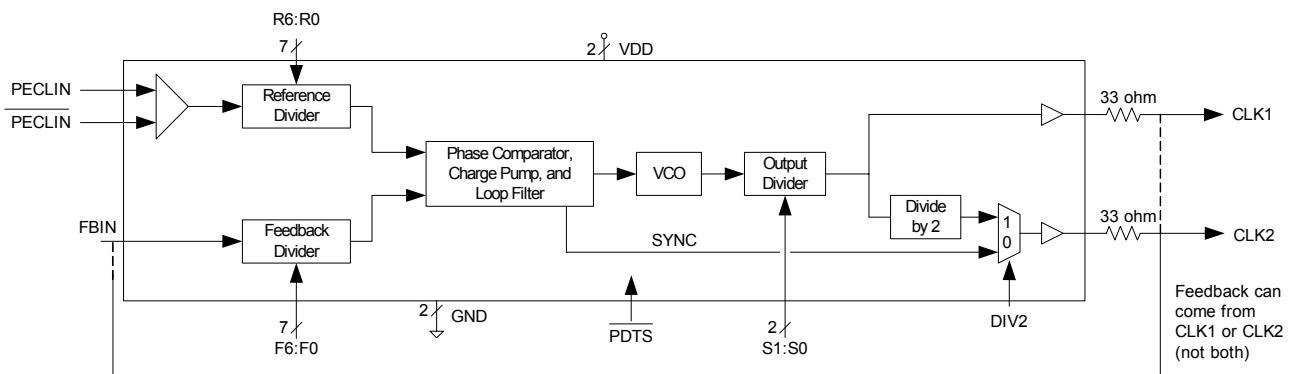 R6:R0
7
2
VDD
PECLIN
PECLIN
Reference
Divider
33 ohm
CLK1
Phase Comparator,
Charge Pump, and
Loop Filter
VCO
Output
Divider
Divide
by 2
1
0
33 ohm
CLK2
FBIN
Feedback
Divider
SYNC
2
GND
PDTS
DIV2
7
F6:F0
2
S1:S0
Feedback can
come from
CLK1 or CLK2
(not both)